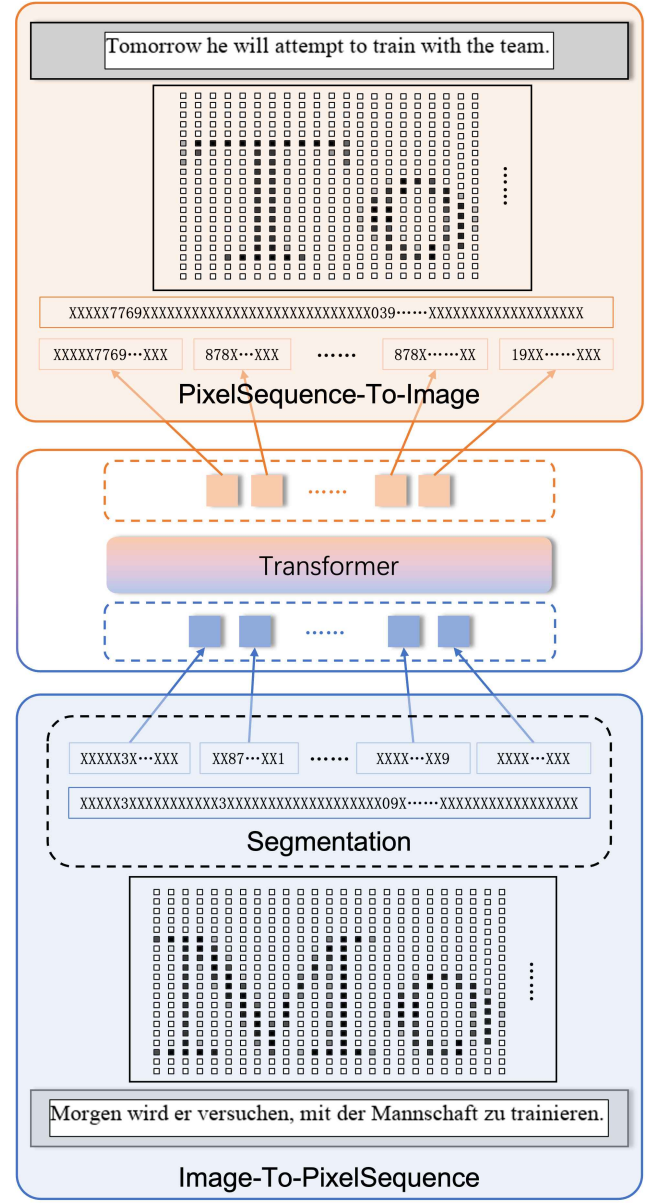 Tomorrow he will attempt to train with the team.
XXXXX7769XXXXXXXXXXXXXXXXXXXXXXXXXXXX039……XXXXXXXXXXXXXXXXXXX
XXXXX7769…XXX 878X…XXX …… 878X……XX 19XX……XXX
PixelSequence-To-Image
……
Transformer
……
XXXXX3X…XXX XX87…XX1 …… XXXX…XX9 XXXX…XXX
XXXXX3XXXXXXXXXXX3XXXXXXXXXXXXXXXXXXX09X……XXXXXXXXXXXXXXXXX
Segmentation
Morgen wird er versuchen, mit der Mannschaft zu trainieren.
Image-To-PixelSequence